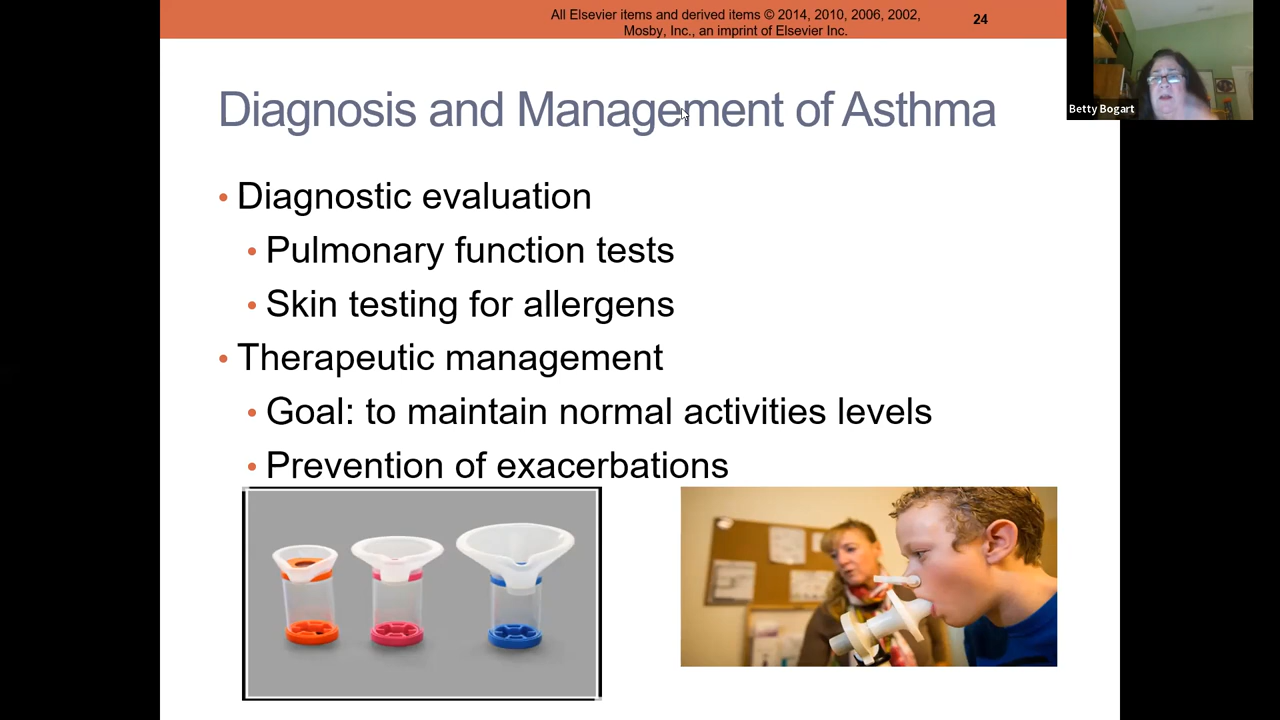 All Elsevier items and derived items © 2014, 2010, 2006, 2002,
Mosby, Inc., an imprint of Elsevier Inc.
24
Betty Bogart
Diagnosis and Management of Asthma
• Diagnostic evaluation
• Pulmonary function tests
• Skin testing for allergens
• Therapeutic management
• Goal: to maintain normal activities levels
• Prevention of exacerbations